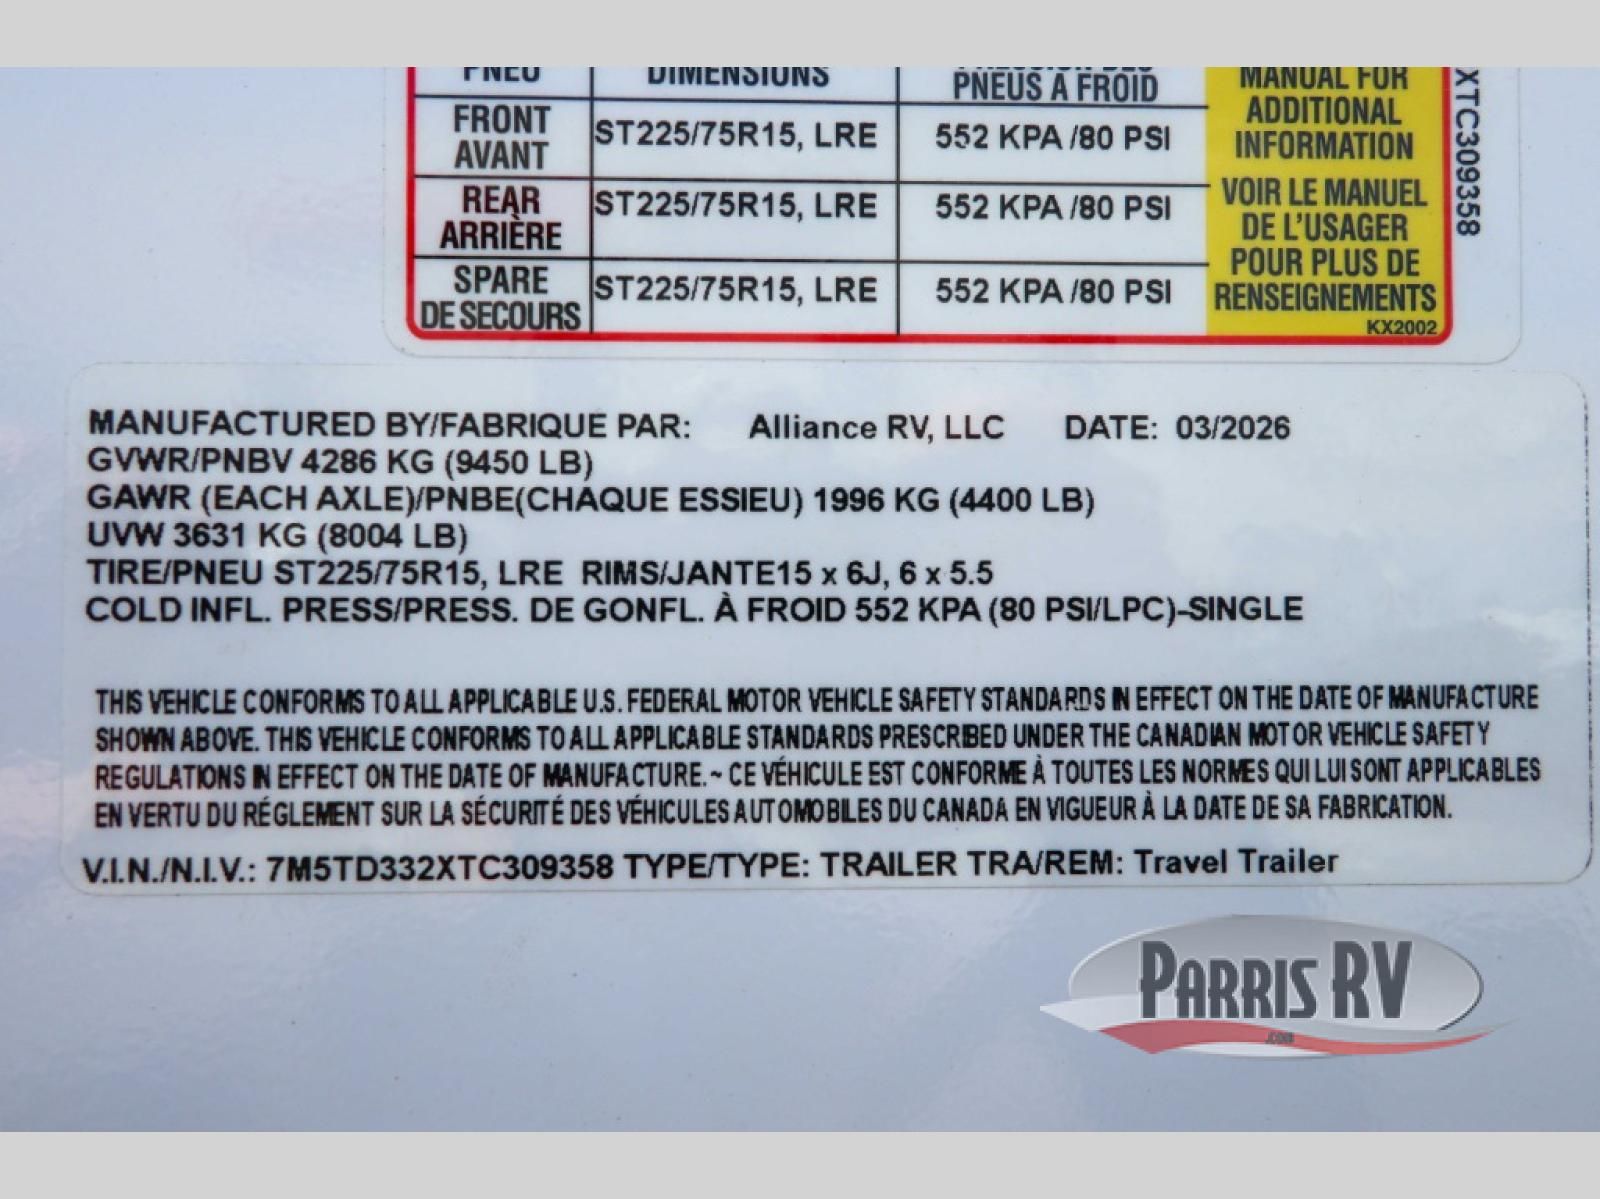 PNEU DIMENSIONS PNEUS A FROID
FRONT AVANT ST225/75R15, LRE 552 KPA /80 PSI
REAR ARRIÈRE ST225/75R15, LRE 552 KPA /80 PSI
SPARE DE SECOURS ST225/75R15, LRE 552 KPA /80 PSI
MANUAL FOR
ADDITIONAL
INFORMATION
VOIR LE MANUEL
DE L'USAGER
POUR PLUS DE
RENSEIGNEMENTS
KX2002
XTC309358
MANUFACTURED BY/FABRIQUE PAR: Alliance RV, LLC DATE: 03/2026
GVWR/PNBV 4286 KG (9450 LB)
GAWR (EACH AXLE)/PNBE(CHAQUE ESSIEU) 1996 KG (4400 LB)
UVW 3631 KG (8004 LB)
TIRE/PNEU ST225/75R15, LRE RIMS/JANTE15 x 6J, 6 x 5.5
COLD INFL. PRESS/PRESS. DE GONFL. À FROID 552 KPA (80 PSI/LPC)-SINGLE
THIS VEHICLE CONFORMS TO ALL APPLICABLE U.S. FEDERAL MOTOR VEHICLE SAFETY STANDARDS IN EFFECT ON THE DATE OF MANUFACTURE
SHOWN ABOVE. THIS VEHICLE CONFORMS TO ALL APPLICABLE STANDARDS PRESCRIBED UNDER THE CANADIAN MOTOR VEHICLE SAFETY
REGULATIONS IN EFFECT ON THE DATE OF MANUFACTURE. ~ CE VÉHICULE EST CONFORME À TOUTES LES NORMES QUI LUI SONT APPLICABLES
EN VERTU DU RÉGLEMENT SUR LA SÉCURITÉ DES VÉHICULES AUTOMOBILES DU CANADA EN VIGUEUR À LA DATE DE SA FABRICATION.
V.I.N./N.I.V.: 7M5TD332XTC309358 TYPE/TYPE: TRAILER TRA/REM: Travel Trailer
PARRIS RV
.COM